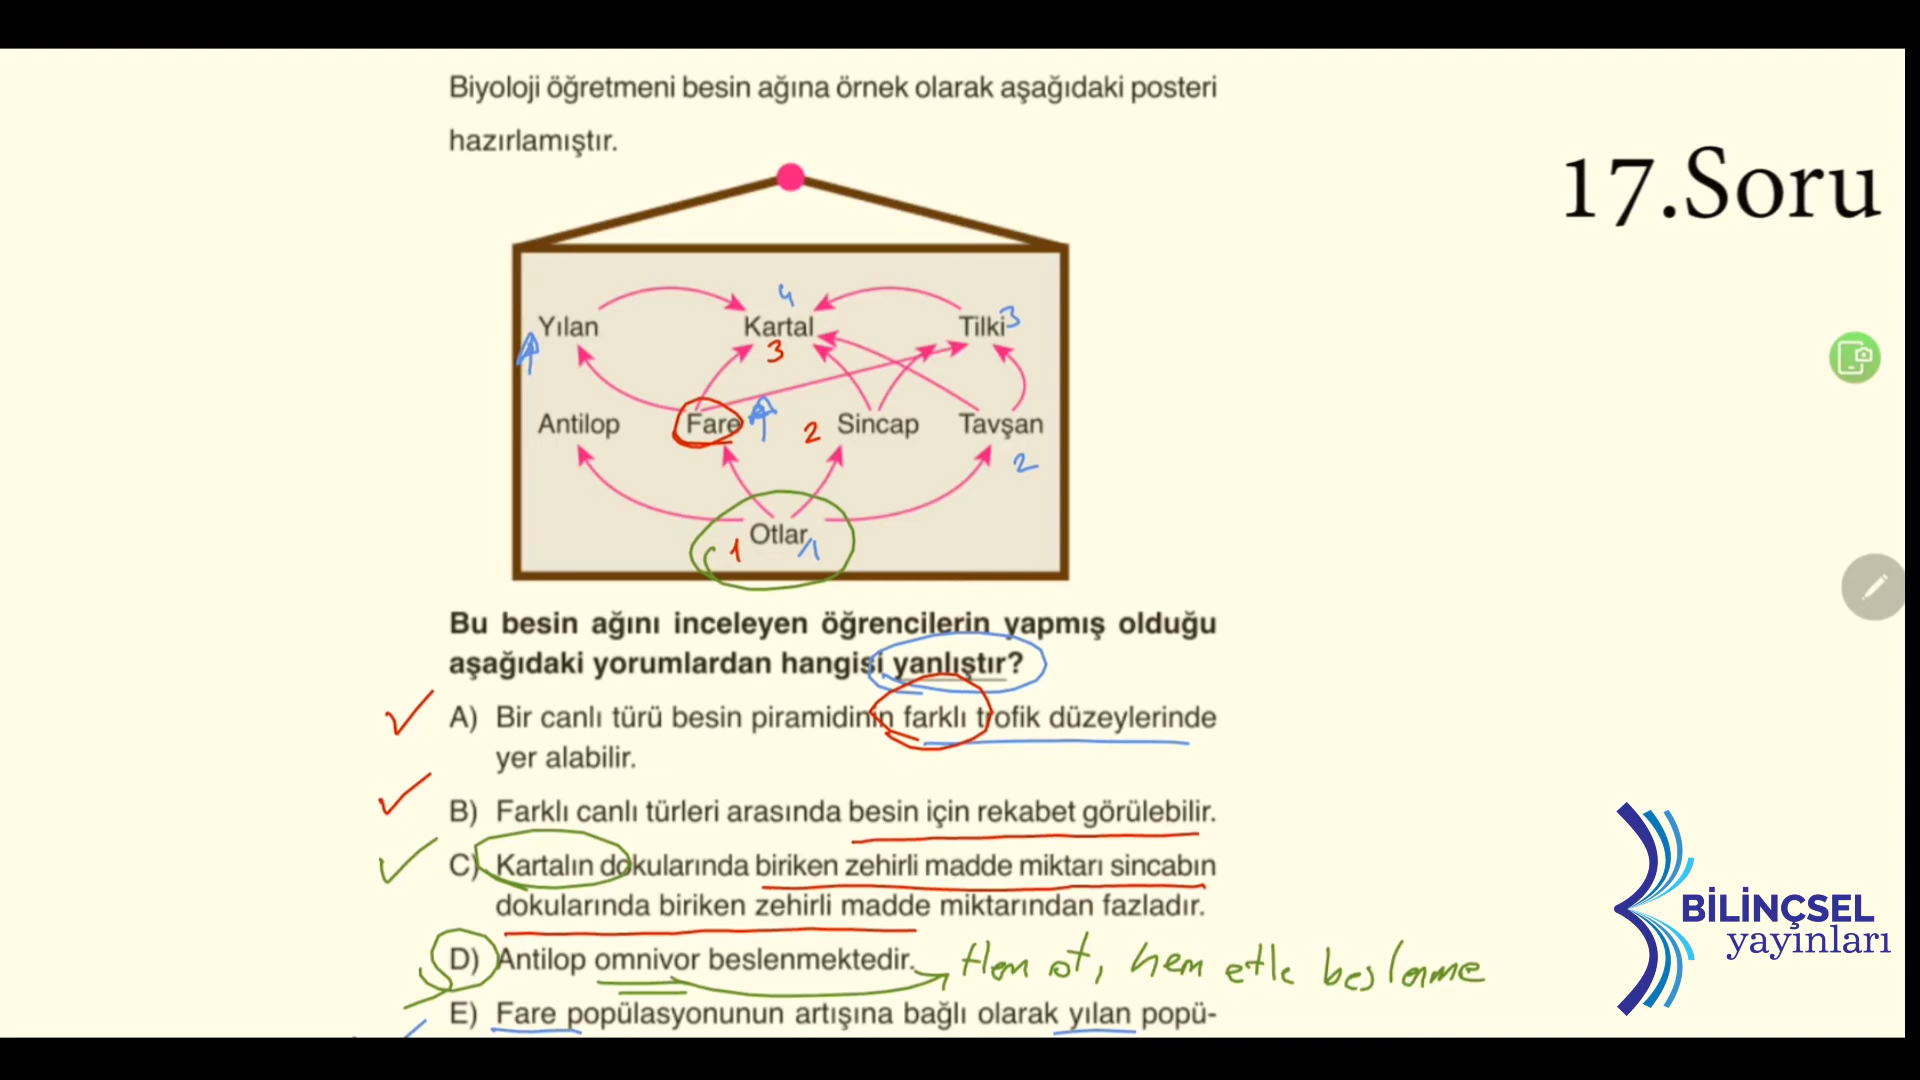 Biyoloji öğretmeni besin ağına örnek olarak aşağıdaki posteri
hazırlamıştır.
17.Soru
4
Yılan Kartal Tilki 3
3
Antilop Fare 2 Sincap Tavşan
2
Otlar
1 1
Bu besin ağını inceleyen öğrencilerin yapmış olduğu
aşağıdaki yorumlardan hangisi yanlıştır?
A) Bir canlı türü besin piramidinin farklı trofik düzeylerinde
yer alabilir.
B) Farklı canlı türleri arasında besin için rekabet görülebilir.
C) Kartalın dokularında biriken zehirli madde miktarı sincabın
dokularında biriken zehirli madde miktarından fazladır.
D) Antilop omnivor beslenmektedir. Hem ot, hem etle beslenme
E) Fare popülasyonunun artışına bağlı olarak yılan popü-
BİLİNÇSEL
yayınları